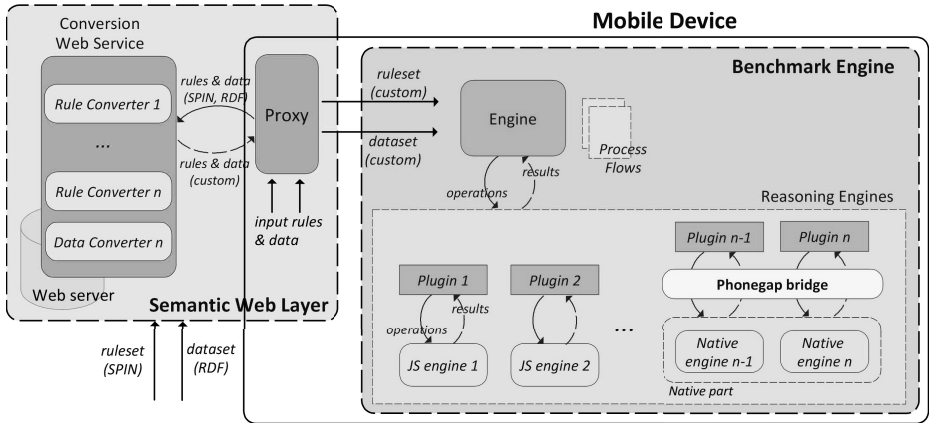 Mobile Device
Conversion
Web Service
Rule Converter 1
...
Rule Converter n
Data Converter n
Web server
rules & data
(SPIN, RDF)
rules & data
(custom)
Proxy
input rules
& data
Semantic Web Layer
ruleset
(SPIN)
dataset
(RDF)
ruleset
(custom)
dataset
(custom)
Benchmark Engine
Engine
Process
Flows
operations
results
Reasoning Engines
Plugin 1
Plugin 2
Plugin n-1
Plugin n
Phonegap bridge
operations
results
...
JS engine 1
JS engine 2
Native
engine n-1
Native
engine n
Native part